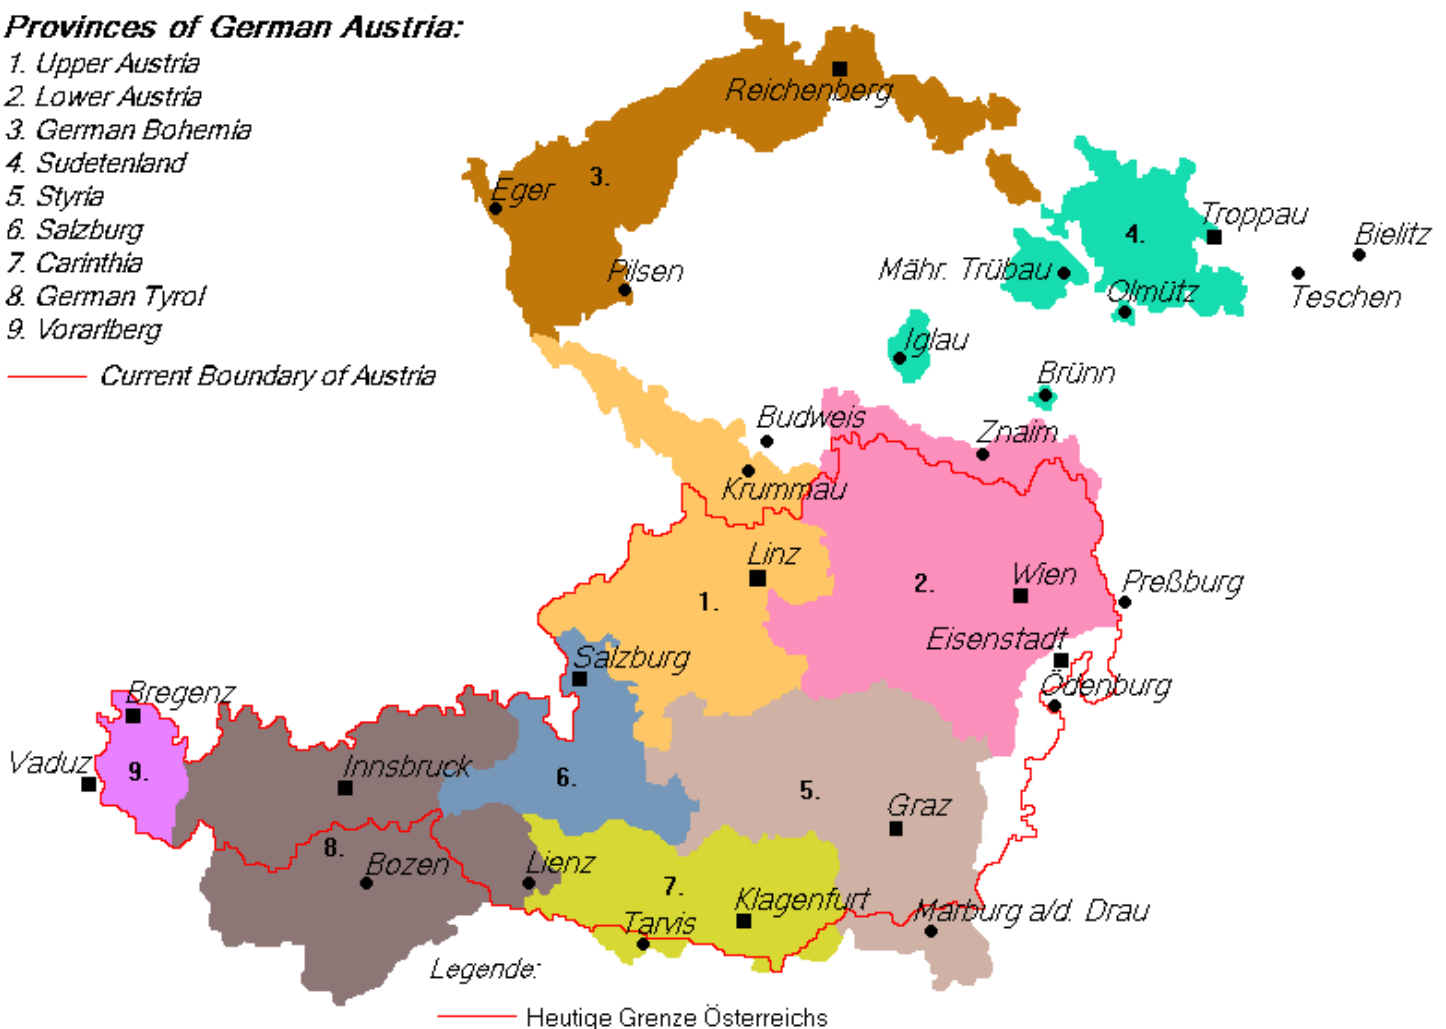 Provinces of German Austria:
1. Upper Austria
2. Lower Austria
3. German Bohemia
4. Sudetenland
5. Styria
6. Salzburg
7. Carinthia
8. German Tyrol
9. Vorarlberg
Current Boundary of Austria
Reichenberg
3.
Eger
Pilsen
4.
Troppau
Bielitz
Mähr. Trübau
Olmütz
Teschen
Iglau
Brünn
Budweis
Znaim
Krummau
Linz
1.
2.
Wien
Preßburg
Eisenstadt
Ödenburg
Salzburg
Bregenz
Vaduz
9.
Innsbruck
6.
5.
Graz
8.
Bozen
Lienz
7.
Klagenfurt
Tarvis
Marburg a/d. Drau
Legende:
Heutige Grenze Österreichs